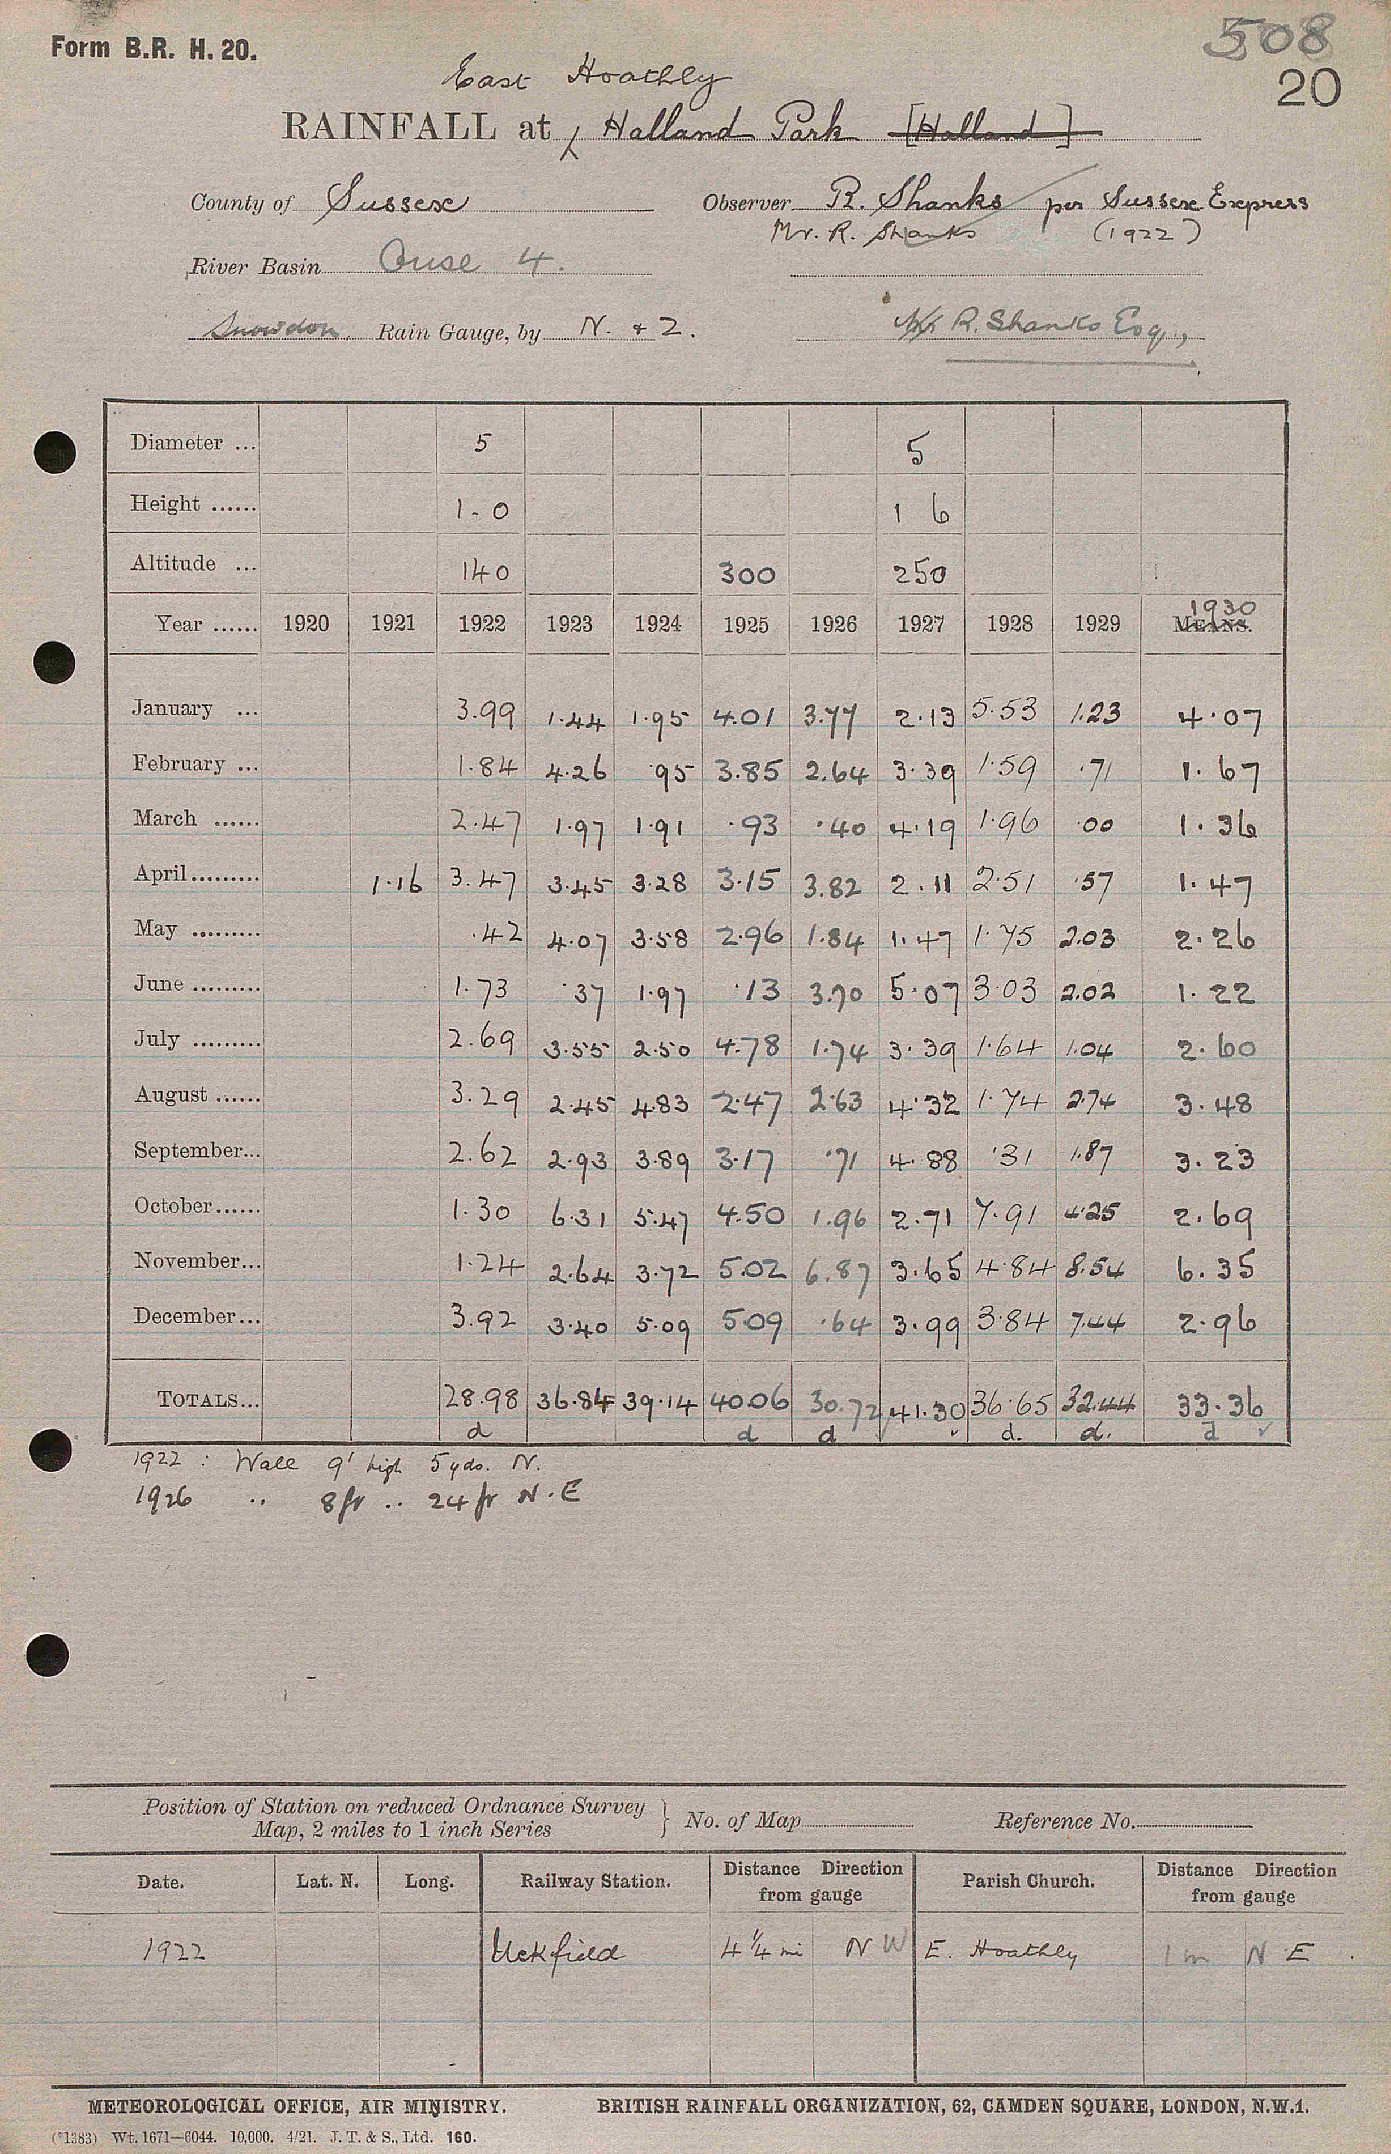 508
Form B.R. H. 20.
20
East Hoathly
RAINFALL at Halland Park [Halland]
County of Sussex Observer R. Shanks per Sussex Express
Mr. R. Shanks (1922)
River Basin Ouse 4.
Snowdon. Rain Gauge, by N. + Z. R. Shanks Esq.,
Diameter ... 5 5
Height ...... 1-0 1 6
Altitude ... 140 300 250
1930
Year ...... 1920 1921 1922 1923 1924 1925 1926 1927 1928 1929 MEANS.
January ... 3.99 1.44 1.95 4.01 3.77 2.13 5.53 1.23 4.07
February ... 1.84 4.26 .95 3.85 2.64 3.39 1.59 .71 1.67
March ...... 2.47 1.97 1.91 .93 .40 4.19 1.96 .00 1.36
April......... 1.16 3.47 3.45 3.28 3.15 3.82 2.11 2.51 .57 1.47
May ......... .42 4.07 3.58 2.96 1.84 1.47 1.75 2.03 2.26
June ......... 1.73 .37 1.97 .13 3.70 5.07 3.03 2.02 1.22
July ......... 2.69 3.55 2.50 4.78 1.74 3.39 1.64 1.04 2.60
August ...... 3.29 2.45 4.83 2.47 2.63 4.32 1.74 2.74 3.48
September... 2.62 2.93 3.89 3.17 .71 4.88 .31 1.87 3.23
October...... 1.30 6.31 5.47 4.50 1.96 2.71 7.91 4.25 2.69
November... 1.24 2.64 3.72 5.02 6.87 3.65 4.84 8.54 6.35
December... 3.92 3.40 5.09 5.09 .64 3.99 3.84 7.44 2.96
TOTALS... 28.98 36.84 39.14 40.06 30.72 41.30 36.65 32.44 33.36
d d d d. d. d
1922 : Wall 9' high 5 yds. N.
1926 .. 8 ft .. 24 ft N.E
Position of Station on reduced Ordnance Survey
Map, 2 miles to 1 inch Series } No. of Map Reference No.
Date. Lat. N. Long. Railway Station. Distance Direction from gauge Parish Church. Distance Direction from gauge
1922 Uckfield 4 1/4 mi N W E. Hoathly 1 m N E
METEOROLOGICAL OFFICE, AIR MINISTRY. BRITISH RAINFALL ORGANIZATION, 62, CAMDEN SQUARE, LONDON, N.W.1.
(*1383) Wt. 1671—6044. 10,000. 4/21. J. T. & S., Ltd. 160.